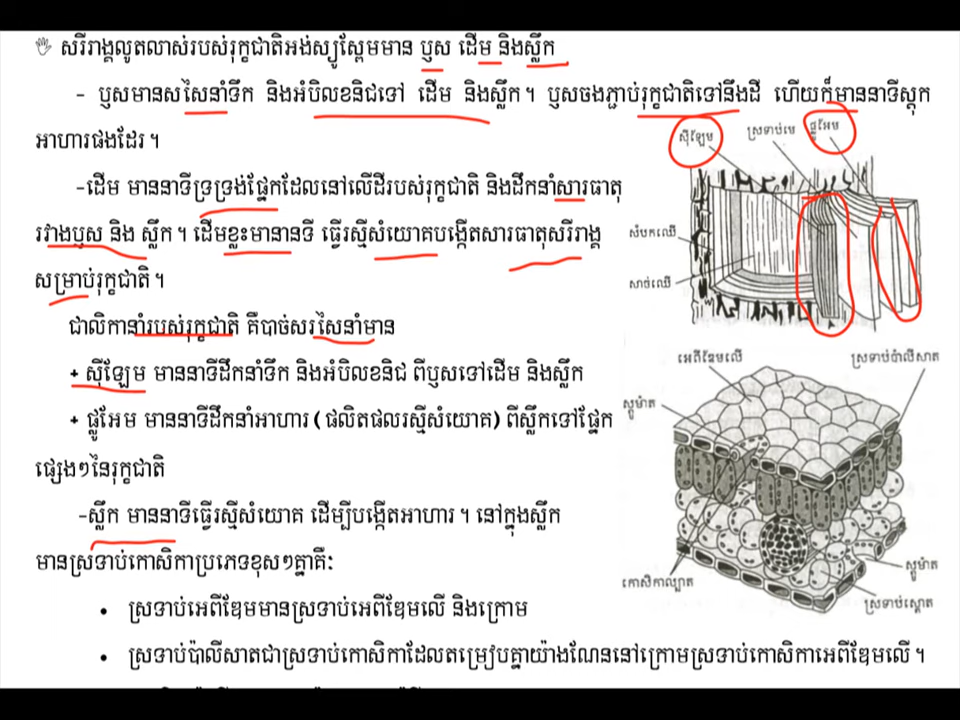 សរីរាង្គលូតលាស់របស់រុក្ខជាតិអង់ស្យូស្ពែមមាន ឫស ដើម និងស្លឹក
- ឫសមានសសៃនាំទឹក និងអំបិលខនិជទៅ ដើម និងស្លឹក។ ឫសចងភ្ជាប់រុក្ខជាតិទៅនឹងដី ហើយក៏មាននាទីស្តុក
អាហារផងដែរ។
-ដើម មាននាទីទ្រទ្រង់ផ្នែកដែលនៅលើដីរបស់រុក្ខជាតិ និងដឹកនាំសារធាតុ
រវាងឫស និង ស្លឹក។ ដើមខ្លះមានានទី ធ្វើរស្មីសំយោគបង្កើតសារធាតុសរីរាង្គ
សម្រាប់រុក្ខជាតិ។
ជាលិកានាំរបស់រុក្ខជាតិ គឺបាច់សរសៃនាំមាន
+ ស៊ីឡែម មាននាទីដឹកនាំទឹក និងអំបិលខនិជ ពីឫសទៅដើម និងស្លឹក
+ ផ្លូអែម មាននាទីដឹកនាំអាហារ (ផលិតផលរស្មីសំយោគ) ពីស្លឹកទៅផ្នែក
ផ្សេងៗនៃរុក្ខជាតិ
-ស្លឹក មាននាទីធ្វើរស្មីសំយោគ ដើម្បីបង្កើតអាហារ។ នៅក្នុងស្លឹក
មានស្រទាប់កោសិកាប្រភេទខុសៗគ្នាគឺៈ
• ស្រទាប់អេពីឌែមមានស្រទាប់អេពីឌែមលើ និងក្រោម
• ស្រទាប់ប៉ាលីសាតជាស្រទាប់កោសិកាដែលតម្រៀបគ្នាយ៉ាងណែននៅក្រោមស្រទាប់កោសិកាអេពីឌែមលើ។
ស៊ីឡែម
ស្រទាប់មេ
ផ្លូអែម
សំបកឈើ
សាច់ឈើ
អេពីឌែមលើ
ស្រទាប់ប៉ាលីសាត
ស្តូម៉ាត
កោសិកាល្បាត
ស្តូម៉ាត
ស្រទាប់ស្តោត